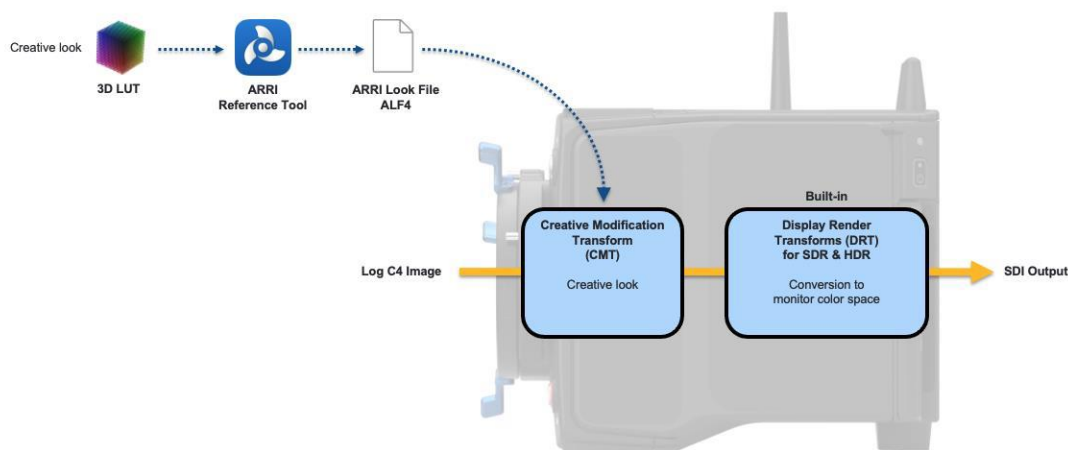 Creative look
3D LUT
ARRI
Reference Tool
ARRI Look File
ALF4
Built-in
Creative Modification
Transform
(CMT)
Creative look
Display Render
Transforms (DRT)
for SDR & HDR
Conversion to
monitor color space
Log C4 Image
SDI Output